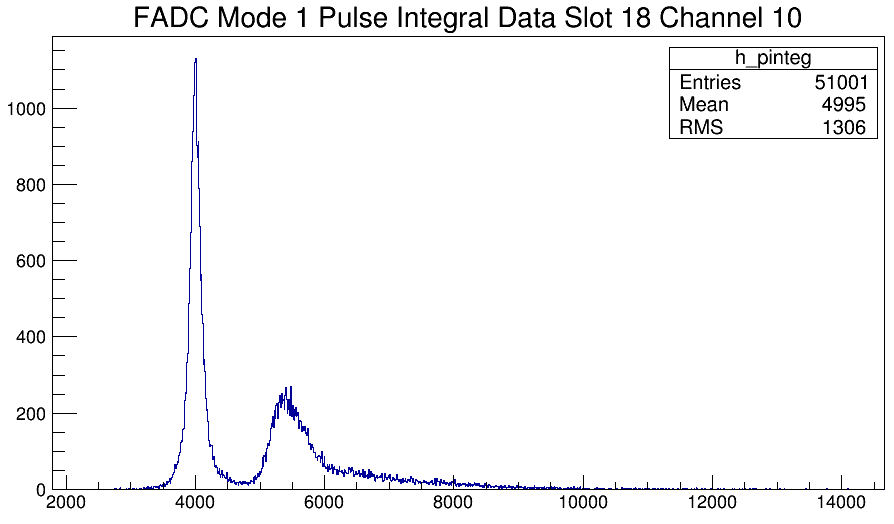 FADC Mode 1 Pulse Integral Data Slot 18 Channel 10
h_pinteg
Entries 51001
Mean 4995
RMS 1306
1000
800
600
400
200
0
2000 4000 6000 8000 10000 12000 14000